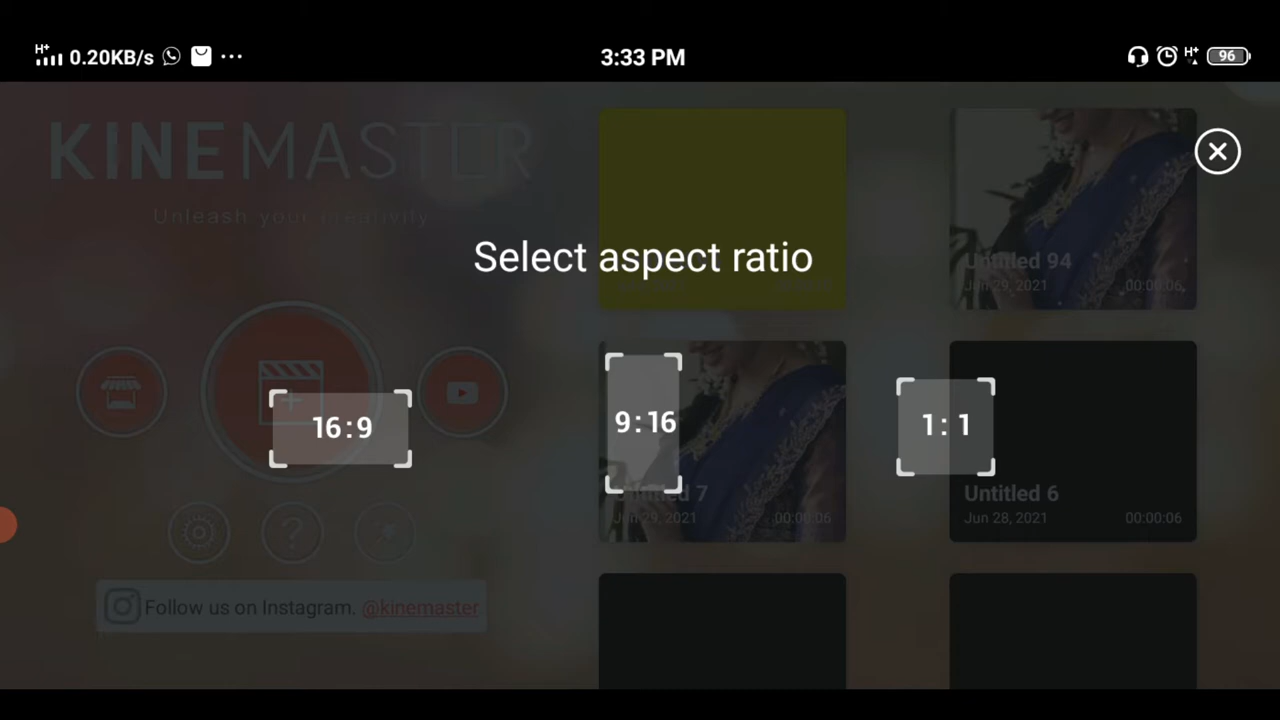 H+ 0.20KB/s ...
3:33 PM
H+ 96
KINEMASTER
Unleash your creativity
Select aspect ratio
Untitled 94
Jun 29, 2021 00:00:06
16:9
9:16
1:1
Untitled 7
Jun 29, 2021 00:00:06
Untitled 6
Jun 28, 2021 00:00:06
?
Follow us on Instagram. @kinemaster